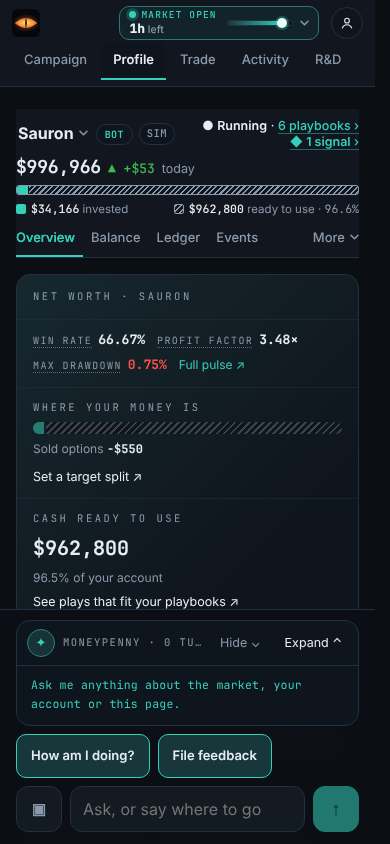 MARKET OPEN
1h left
Campaign Profile Trade Activity R&D
Sauron BOT SIM
Running · 6 playbooks ›
1 signal ›
$996,966 ▲ +$53 today
$34,166 invested $962,800 ready to use · 96.6%
Overview Balance Ledger Events More
NET WORTH · SAURON
WIN RATE 66.67% PROFIT FACTOR 3.48×
MAX DRAWDOWN 0.75% Full pulse ↗
WHERE YOUR MONEY IS
Sold options -$550
Set a target split ↗
CASH READY TO USE
$962,800
96.5% of your account
See plays that fit your playbooks ↗
MONEYPENNY · 0 TU… Hide Expand
Ask me anything about the market, your
account or this page.
How am I doing? File feedback
Ask, or say where to go